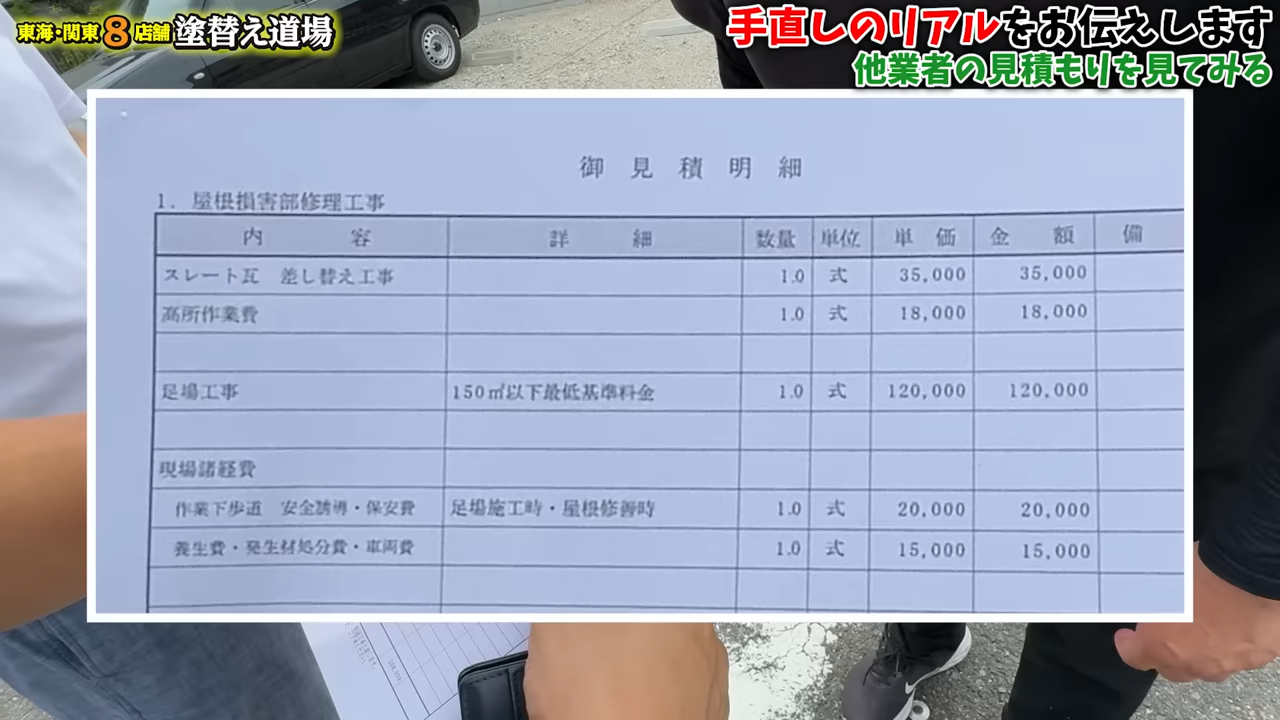 東海・関東8店舗 塗替え道場
手直しのリアルをお伝えします
他業者の見積もりを見てみる
御見積明細
1. 屋根損害部修理工事
内容 詳細 数量 単位 単価 金額 備
スレート瓦 差し替え工事 1.0 式 35,000 35,000
高所作業費 1.0 式 18,000 18,000
足場工事 150㎡以下最低基準料金 1.0 式 120,000 120,000
現場諸経費
作業下歩道 安全誘導・保安費 足場施工時・屋根修善時 1.0 式 20,000 20,000
養生費・発生材処分費・車両費 1.0 式 15,000 15,000